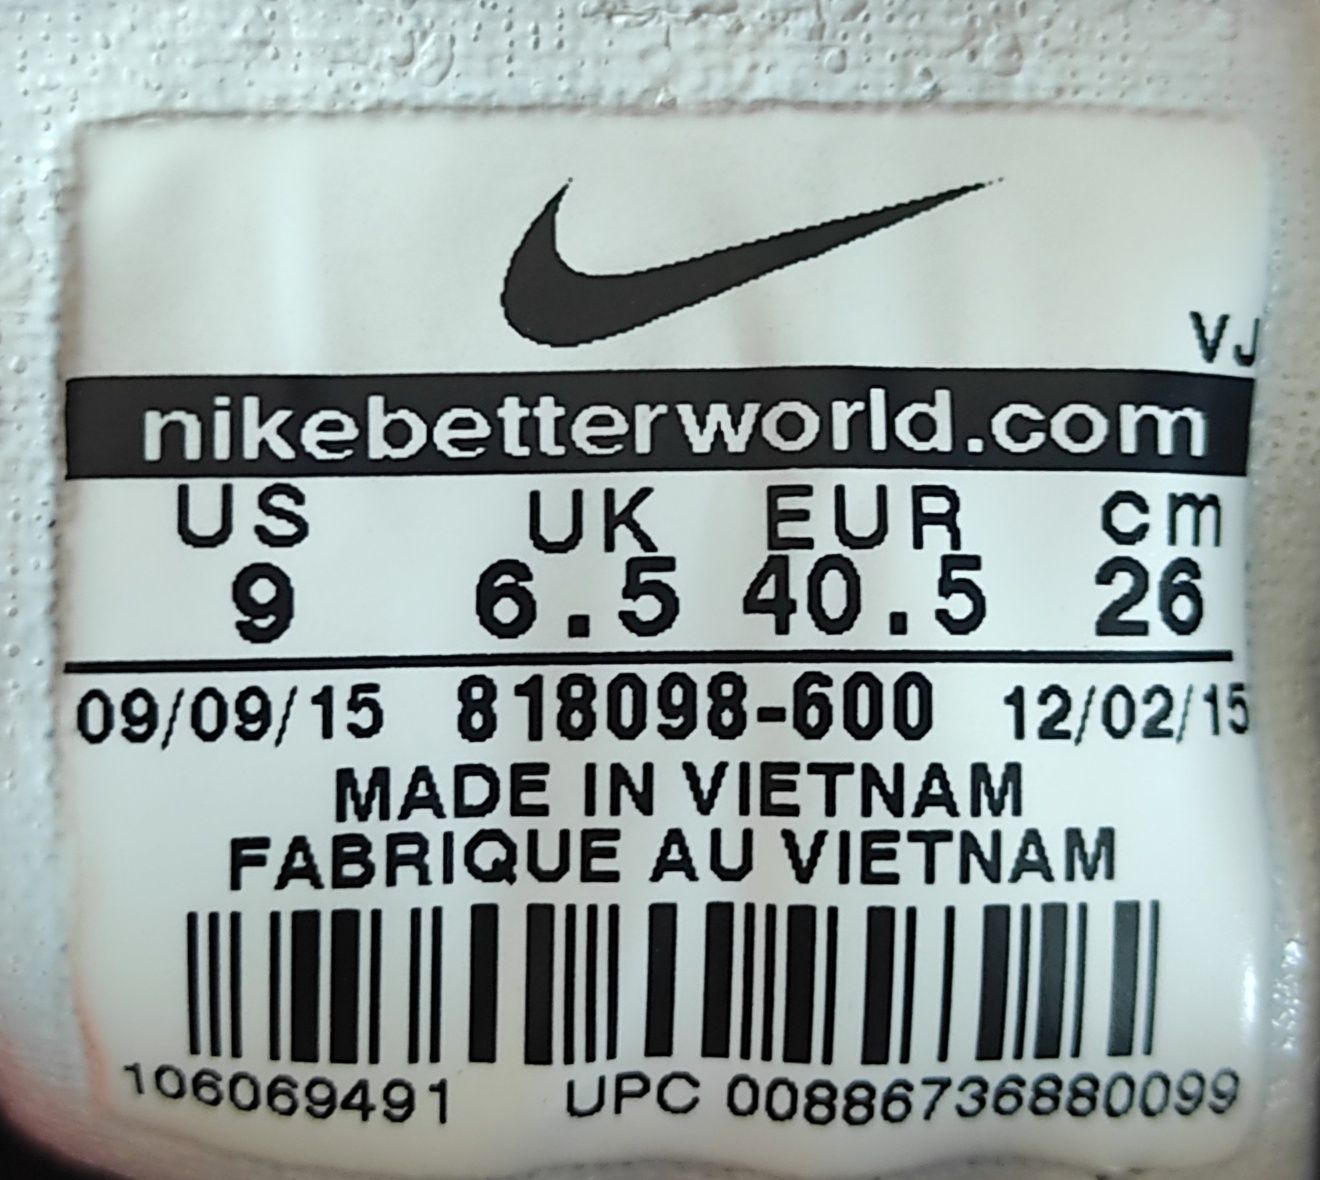 VJ
nikebetterworld.com
US UK EUR cm
9 6.5 40.5 26
09/09/15 818098-600 12/02/15
MADE IN VIETNAM
FABRIQUE AU VIETNAM
106069491 UPC 00886736880099